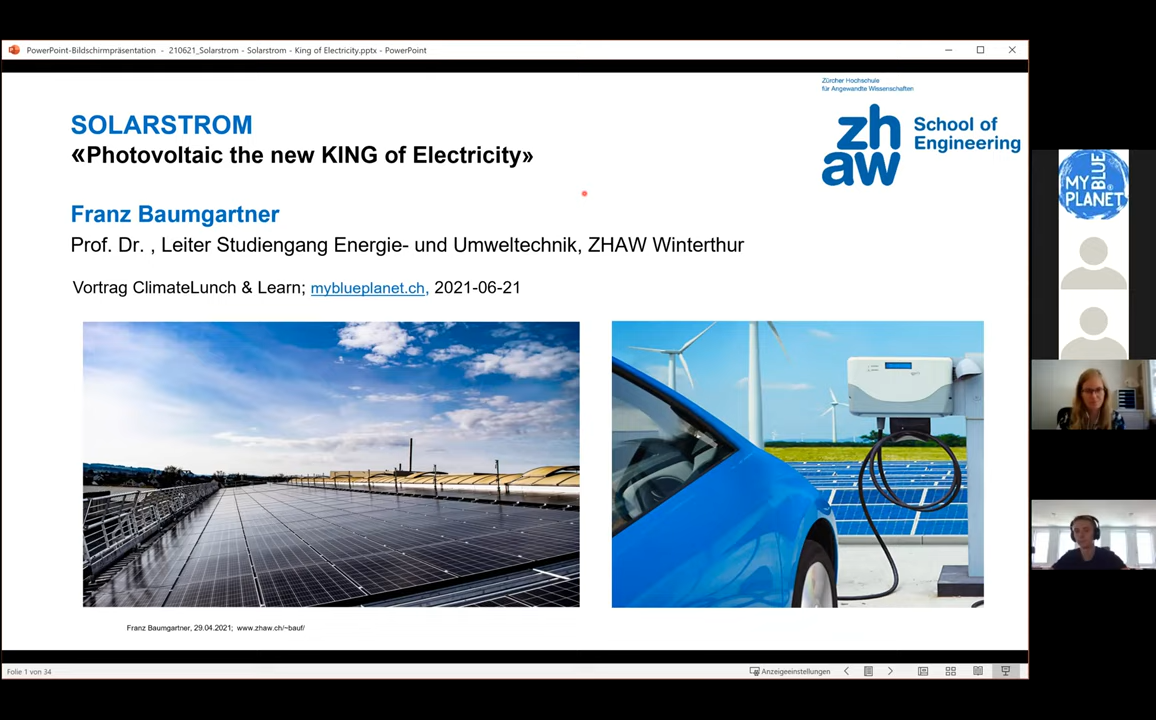 PowerPoint-Bildschirmpräsentation - 210621_Solarstrom - Solarstrom - King of Electricity.pptx - PowerPoint
Zürcher Hochschule
für Angewandte Wissenschaften
zh
aw
School of
Engineering
SOLARSTROM
«Photovoltaic the new KING of Electricity»
Franz Baumgartner
Prof. Dr. , Leiter Studiengang Energie- und Umwelttechnik, ZHAW Winterthur
Vortrag ClimateLunch & Learn; myblueplanet.ch, 2021-06-21
MY BLUE
PLANET
Franz Baumgartner, 29.04.2021; www.zhaw.ch/~bauf/
Folie 1 von 34
Anzeigeeinstellungen